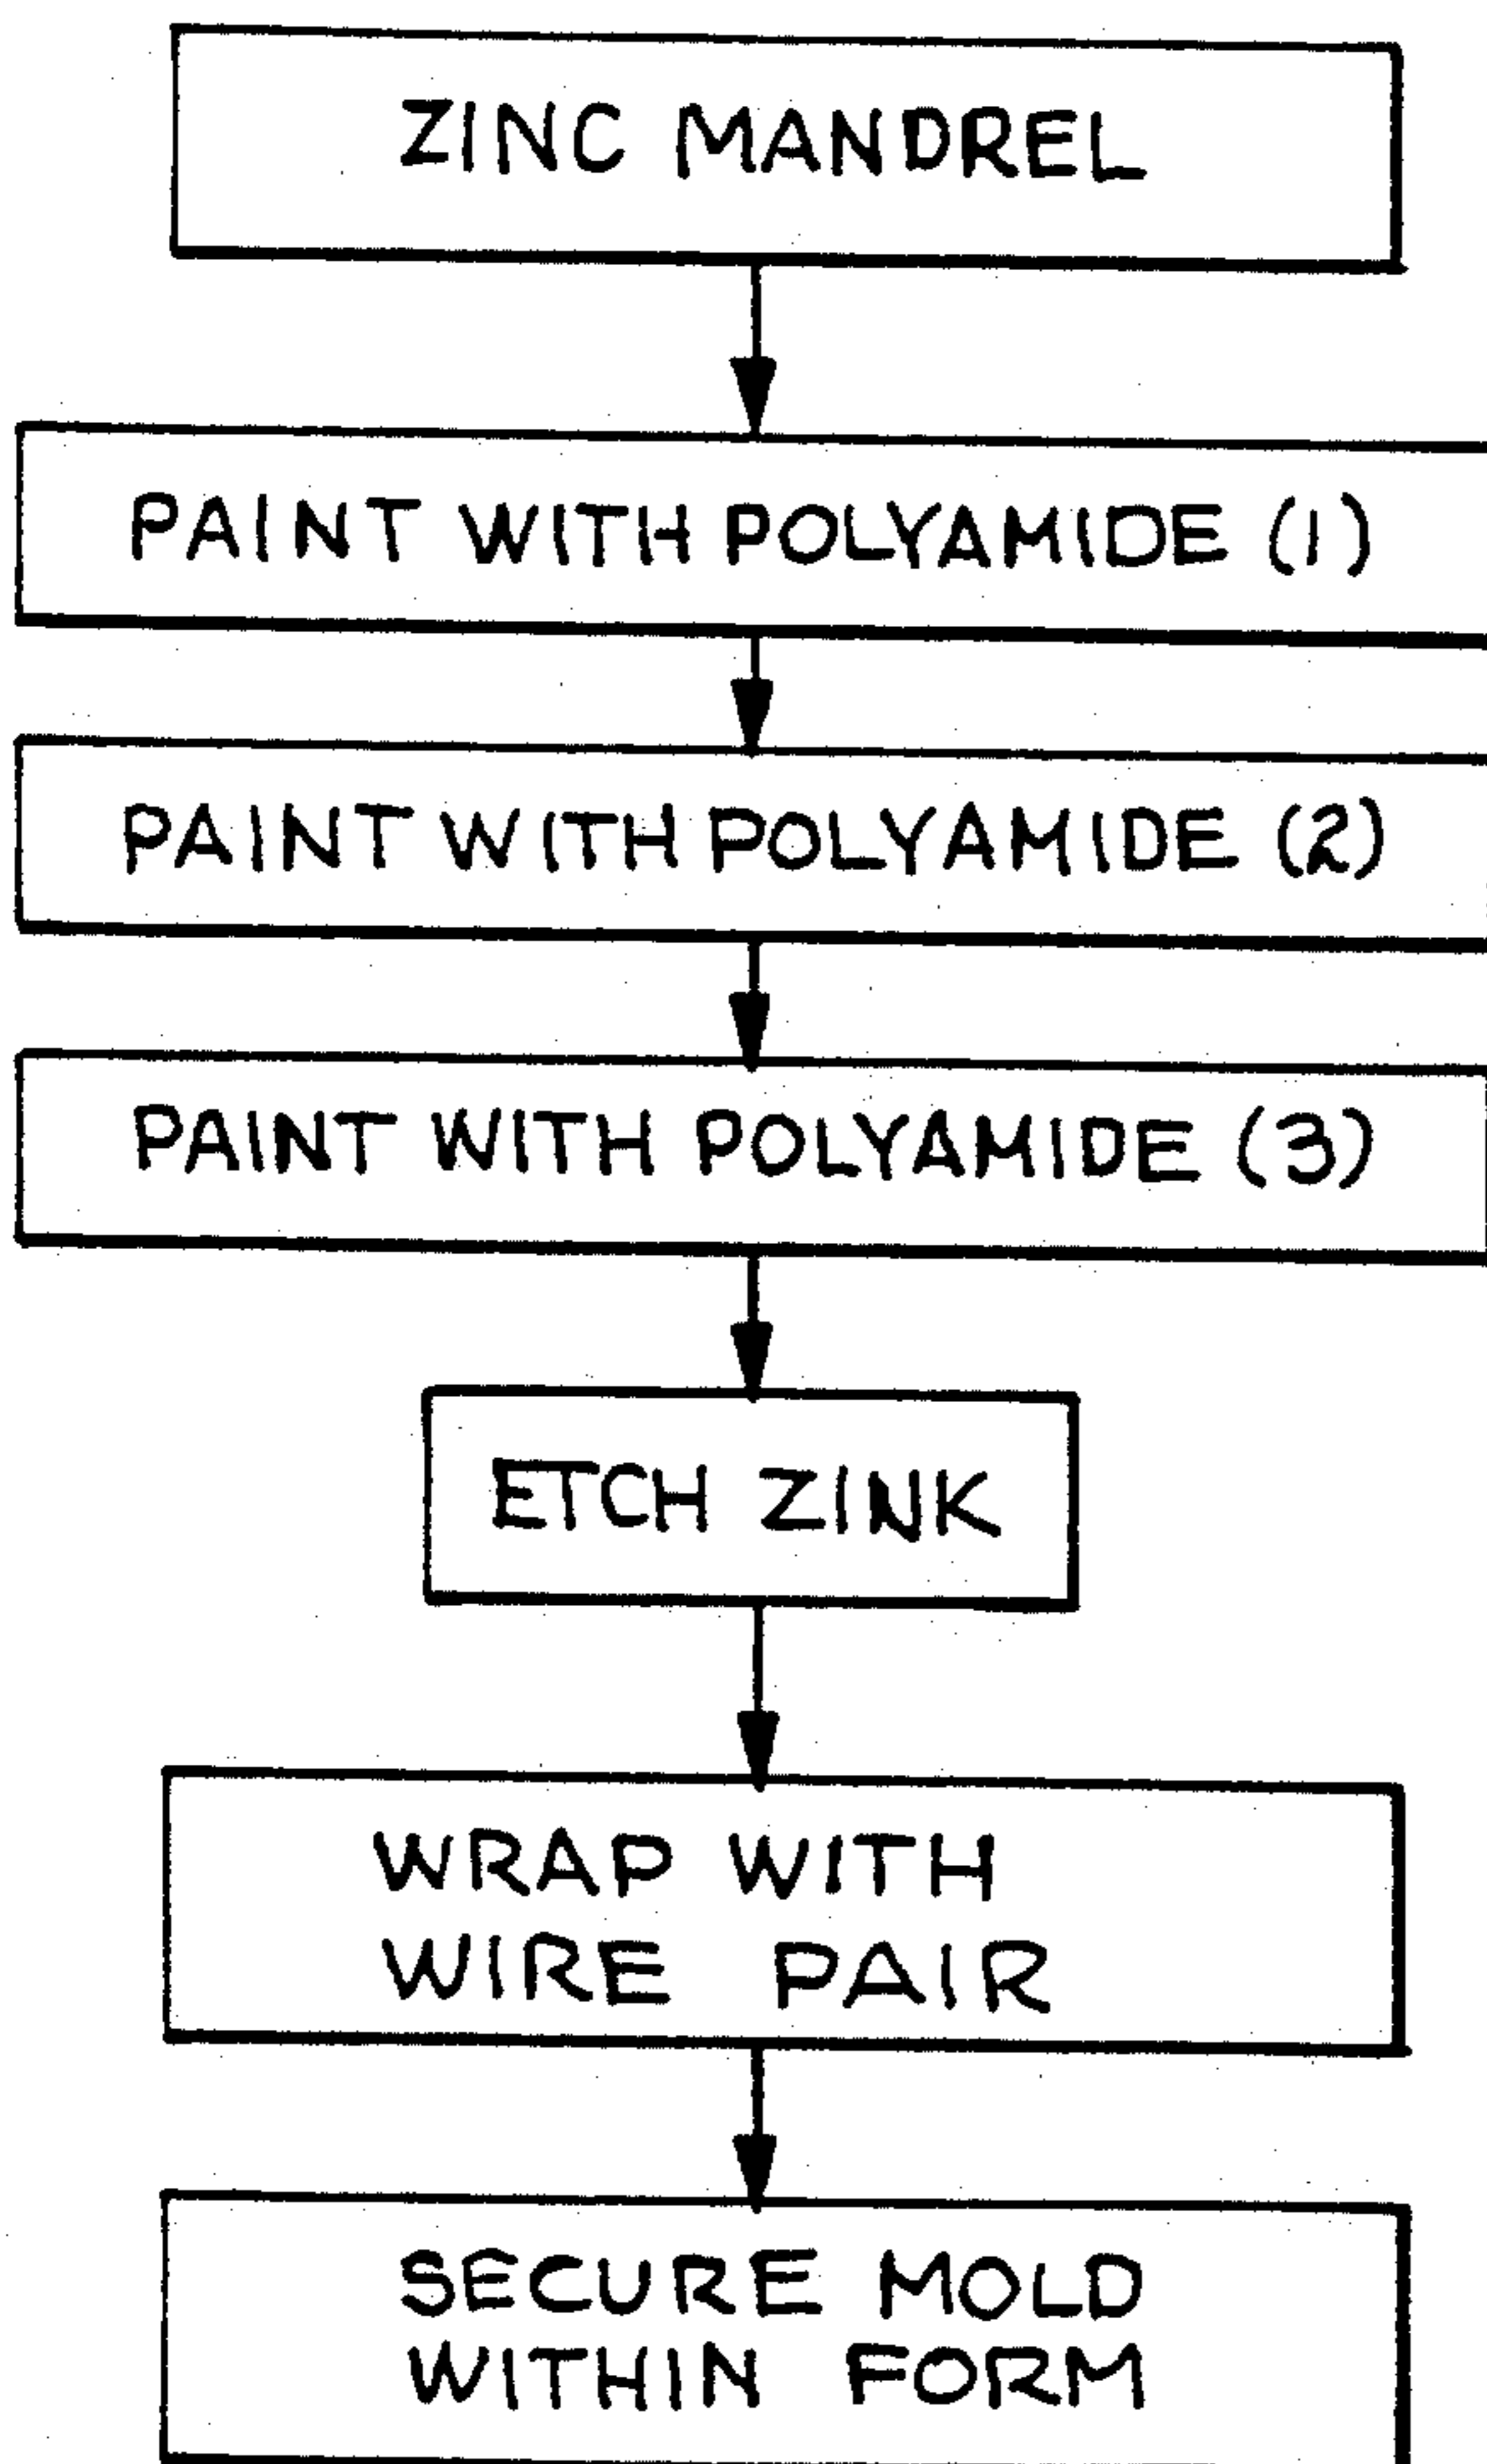 ZINC MANDREL
PAINT WITH POLYAMIDE (1)
PAINT WITH POLYAMIDE (2)
PAINT WITH POLYAMIDE (3)
ETCH ZINK
WRAP WITH
WIRE PAIR
SECURE MOLD
WITHIN FORM